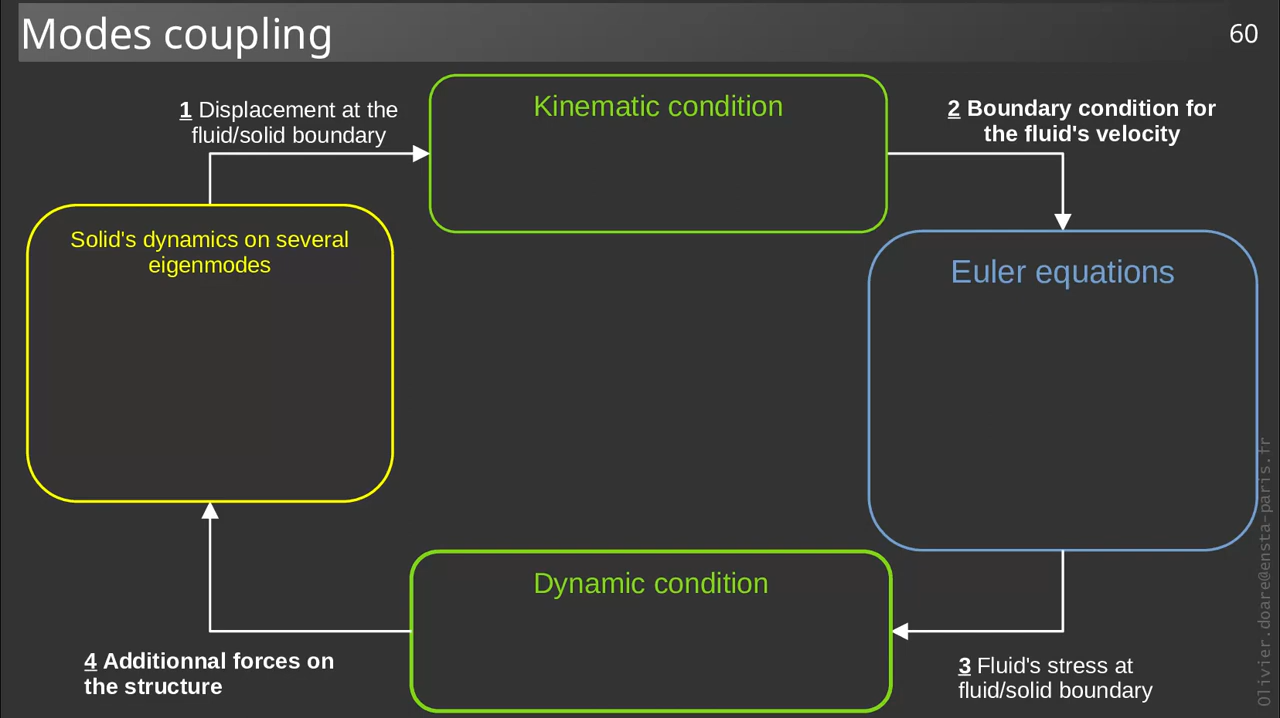 Modes coupling
60
1 Displacement at the
fluid/solid boundary
Kinematic condition
2 Boundary condition for
the fluid's velocity
Solid's dynamics on several
eigenmodes
Euler equations
Dynamic condition
4 Additionnal forces on
the structure
3 Fluid's stress at
fluid/solid boundary
Olivier.doare@ensta-paris.fr